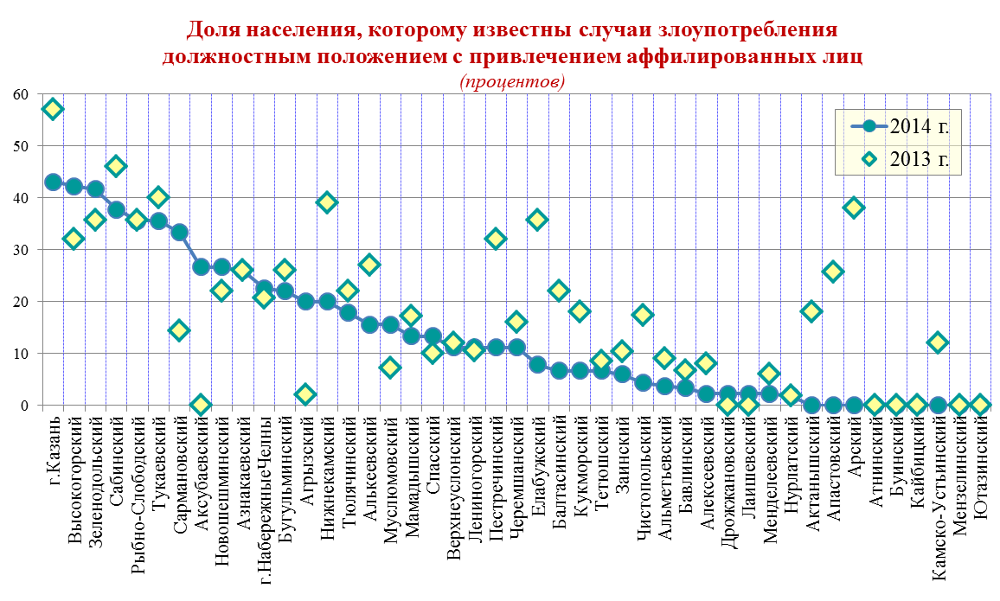 Доля населения, которому известны случаи злоупотребления
должностным положением с привлечением аффилированных лиц
(процентов)
60
50
40
30
20
10
0
2014 г.
2013 г.
г.Казань
Высокогорский
Зеленодольский
Сабинский
Рыбно-Слободский
Тукаевский
Сармановский
Аксубаевский
Новошешминский
Азнакаевский
г.НабережныеЧелны
Бугульминский
Агрызский
Нижнекамский
Тюлячинский
Алькеевский
Муслюмовский
Мамадышский
Спасский
Верхнеуслонский
Лениногорский
Пестречинский
Черемшанский
Елабужский
Балтасинский
Кукморский
Тетюшский
Заинский
Чистопольский
Альметьевский
Бавлинский
Алексеевский
Дрожжановский
Лаишевский
Менделеевский
Нурлатский
Актанышский
Апастовский
Арский
Атнинский
Буинский
Кайбицкий
Камско-Устьинский
Мензелинский
Ютазинский